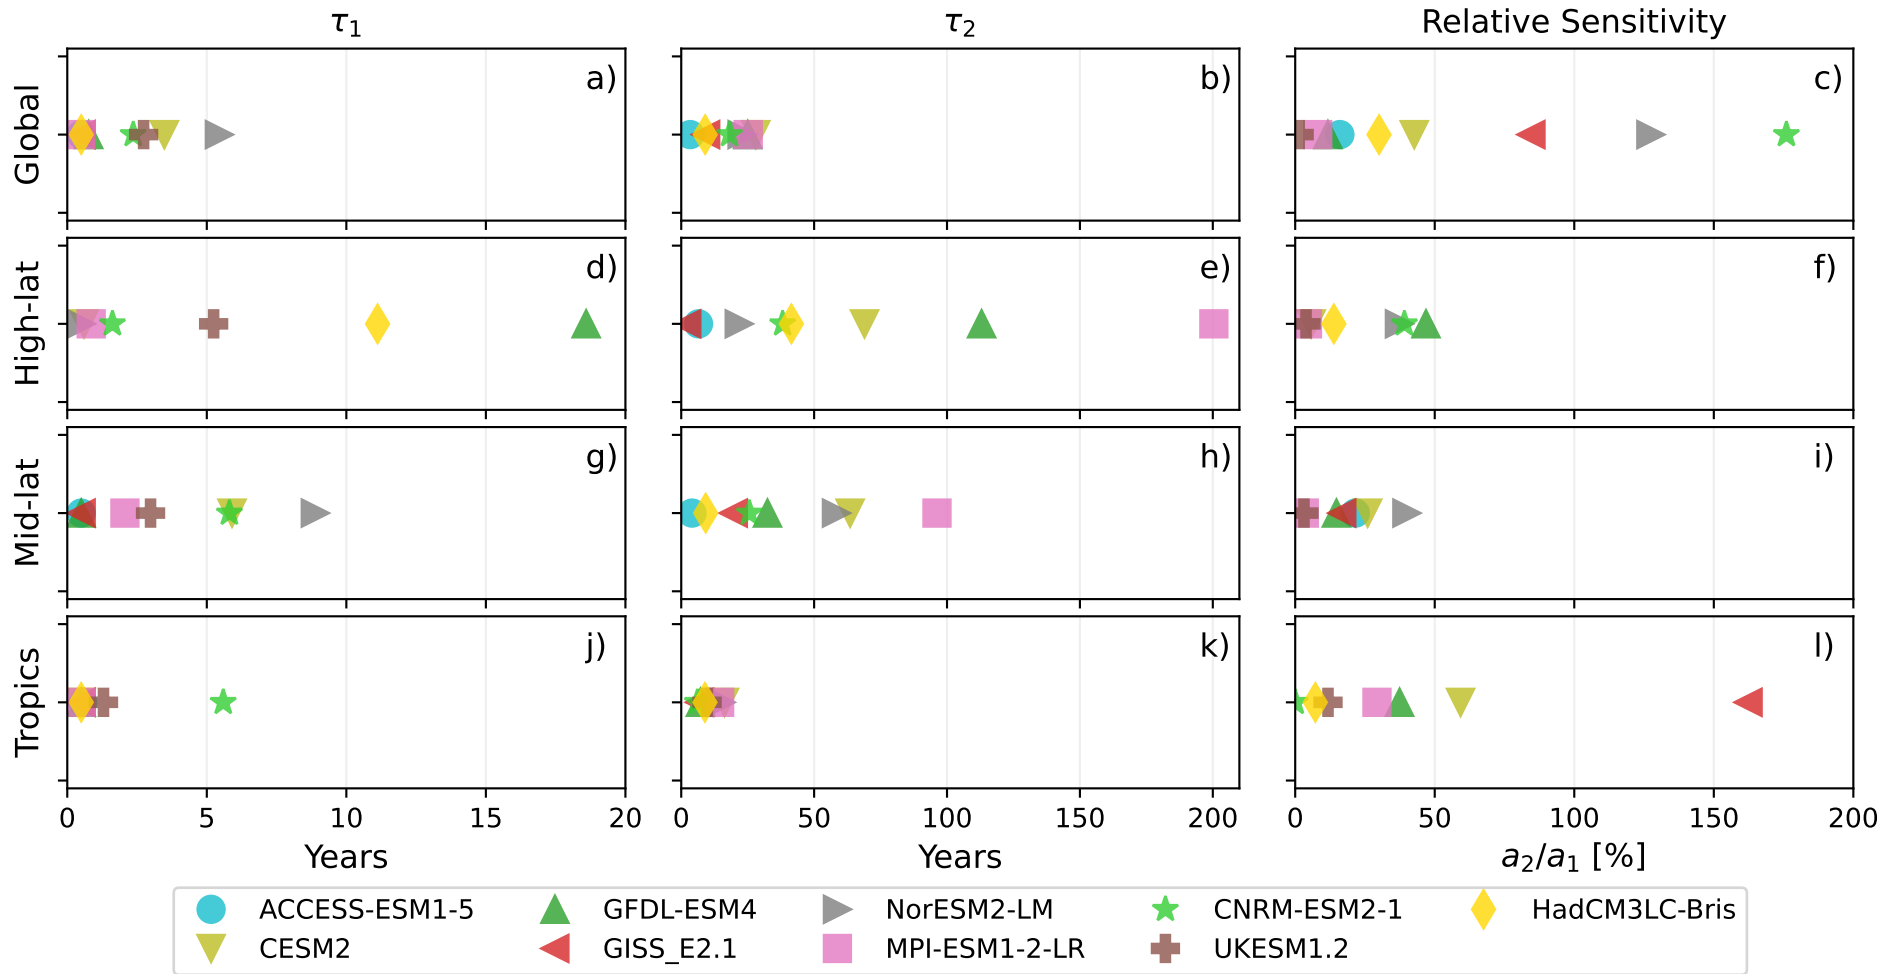 τ1 τ2 Relative Sensitivity
Global a) b) c)
High-lat d) e) f)
Mid-lat g) h) i)
Tropics j) k) l)
0 5 10 15 20 0 50 100 150 200 0 50 100 150 200
Years Years a2/a1 [%]
ACCESS-ESM1-5 GFDL-ESM4 NorESM2-LM CNRM-ESM2-1 HadCM3LC-Bris
CESM2 GISS_E2.1 MPI-ESM1-2-LR UKESM1.2